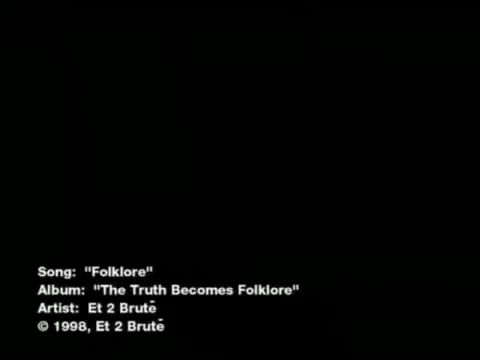 Song: "Folklore"
Album: "The Truth Becomes Folklore"
Artist: Et 2 Brutē
© 1998, Et 2 Brutē